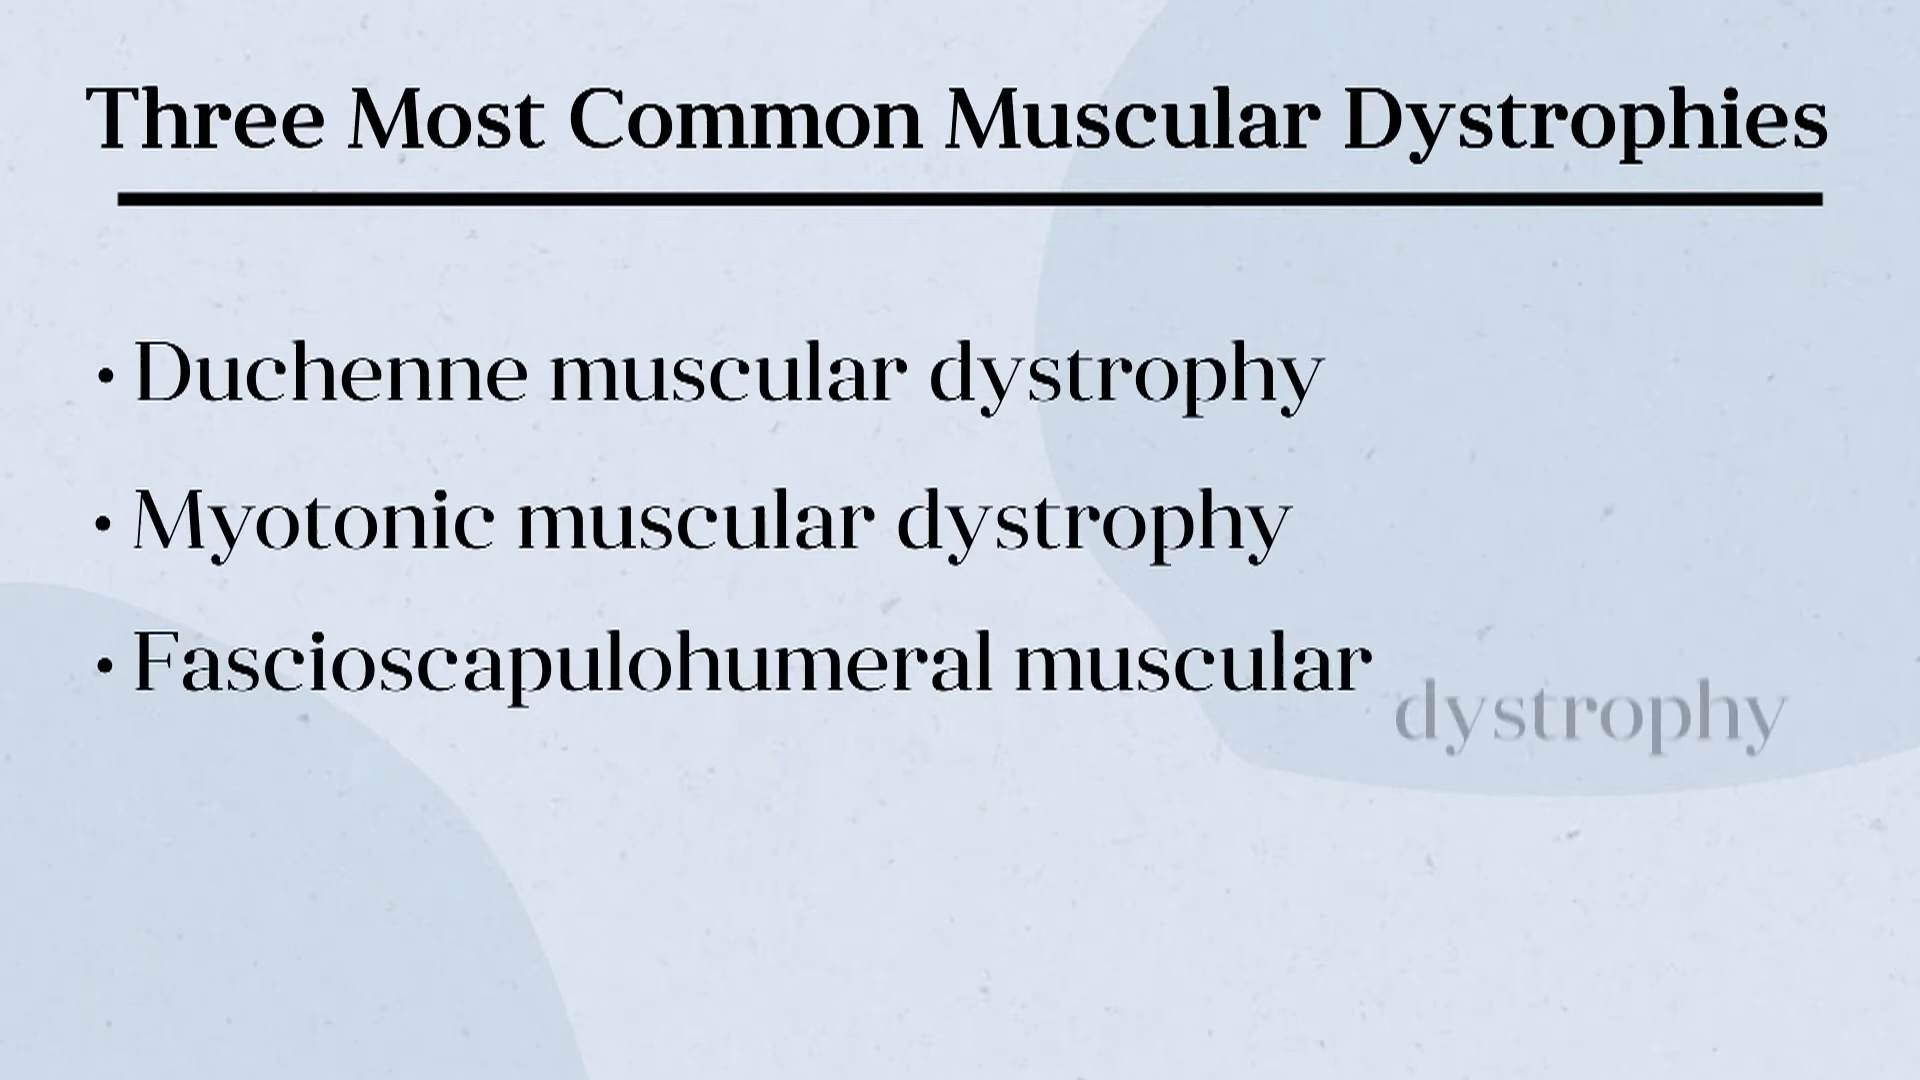 Three Most Common Muscular Dystrophies
• Duchenne muscular dystrophy
• Myotonic muscular dystrophy
• Fascioscapulohumeral muscular dystrophy